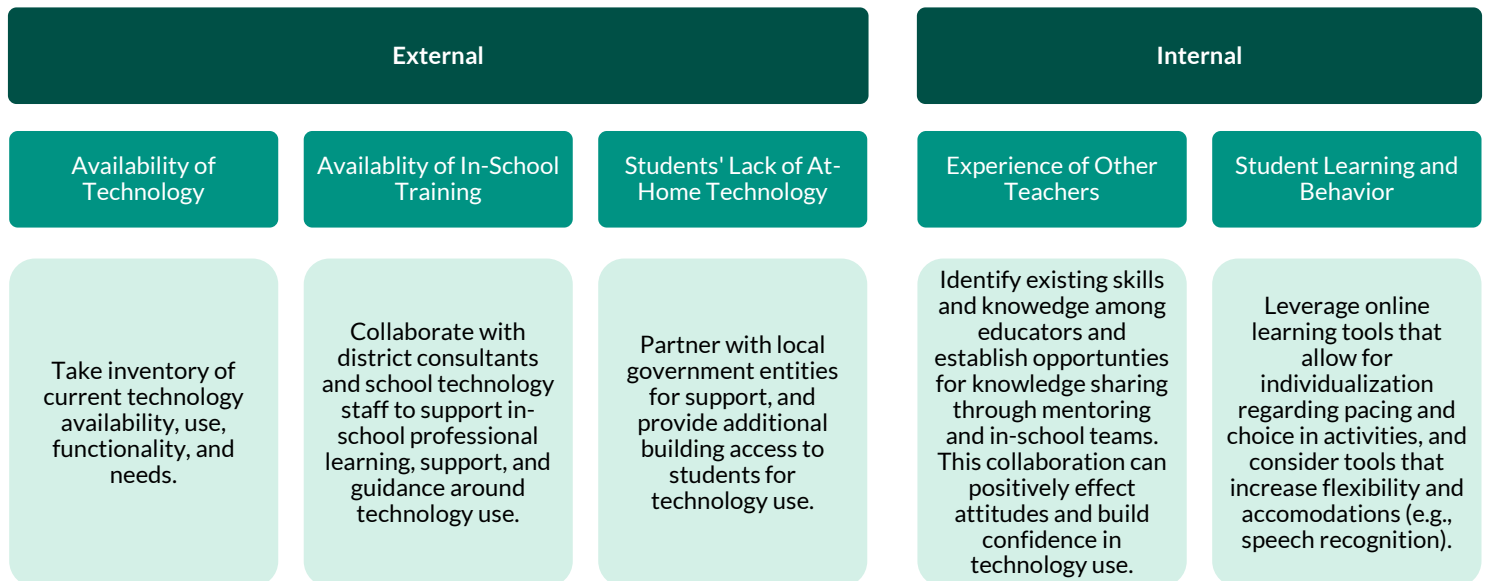 External
Internal
Availability of
Technology
Availablity of In-School
Training
Students' Lack of At-
Home Technology
Experience of Other
Teachers
Student Learning and
Behavior
Take inventory of
current technology
availability, use,
functionality, and
needs.
Collaborate with
district consultants
and school technology
staff to support in-
school professional
learning, support, and
guidance around
technology use.
Partner with local
government entities
for support, and
provide additional
building access to
students for
technology use.
Identify existing skills
and knowedge among
educators and
establish opportunties
for knowledge sharing
through mentoring
and in-school teams.
This collaboration can
positively effect
attitudes and build
confidence in
technology use.
Leverage online
learning tools that
allow for
individualization
regarding pacing and
choice in activities, and
consider tools that
increase flexibility and
accomodations (e.g.,
speech recognition).